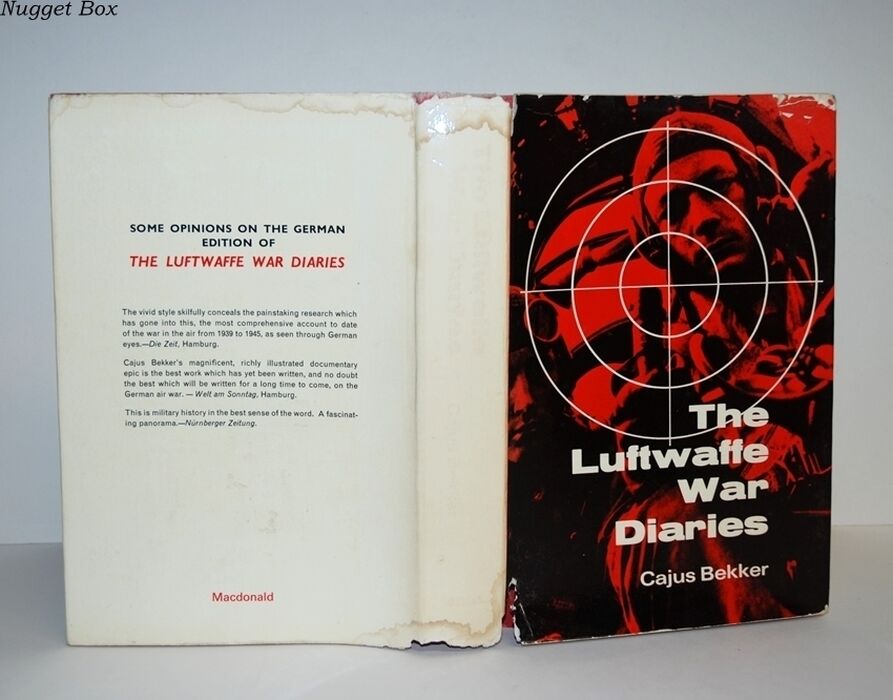 Nugget Box
SOME OPINIONS ON THE GERMAN
EDITION OF
THE LUFTWAFFE WAR DIARIES
The vivid style skilfully conceals the painstaking research which
has gone into this, the most comprehensive account to date
of the war in the air from 1939 to 1945, as seen through German
eyes.—Die Zeit, Hamburg.
Cajus Bekker's magnificent, richly illustrated documentary
epic is the best work which has yet been written, and no doubt
the best which will be written for a long time to come, on the
German air war. — Welt am Sonntag, Hamburg.
This is military history in the best sense of the word. A fascinat-
ing panorama.—Nürnberger Zeitung.
Macdonald
The
Luftwaffe
War
Diaries
Cajus Bekker